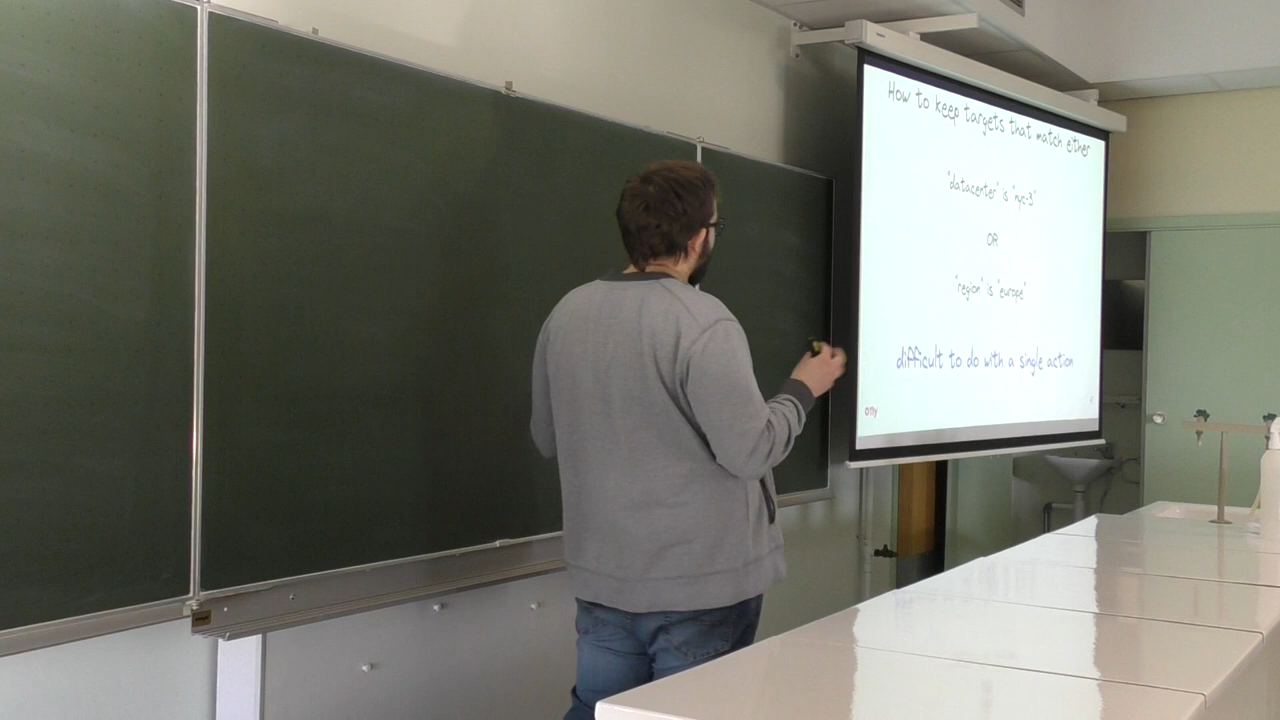 How to keep targets that match either
"datacenter" is "nyc-3"
OR
"region" is "europe"
difficult to do with a single action